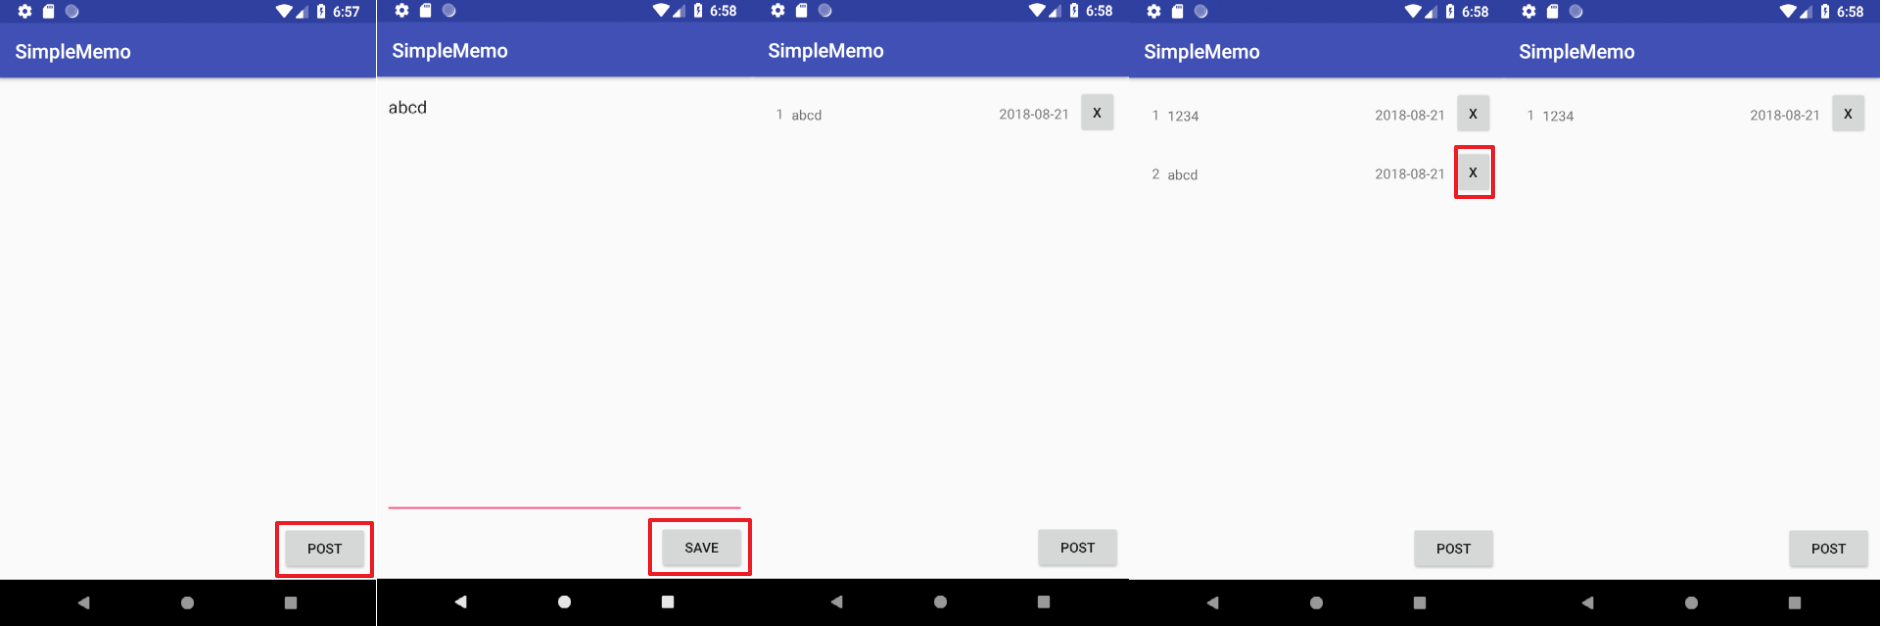 6:57
SimpleMemo
POST
6:58
SimpleMemo
abcd
SAVE
6:58
SimpleMemo
1 abcd 2018-08-21 X
POST
6:58
SimpleMemo
1 1234 2018-08-21 X
2 abcd 2018-08-21 X
POST
6:58
SimpleMemo
1 1234 2018-08-21 X
POST